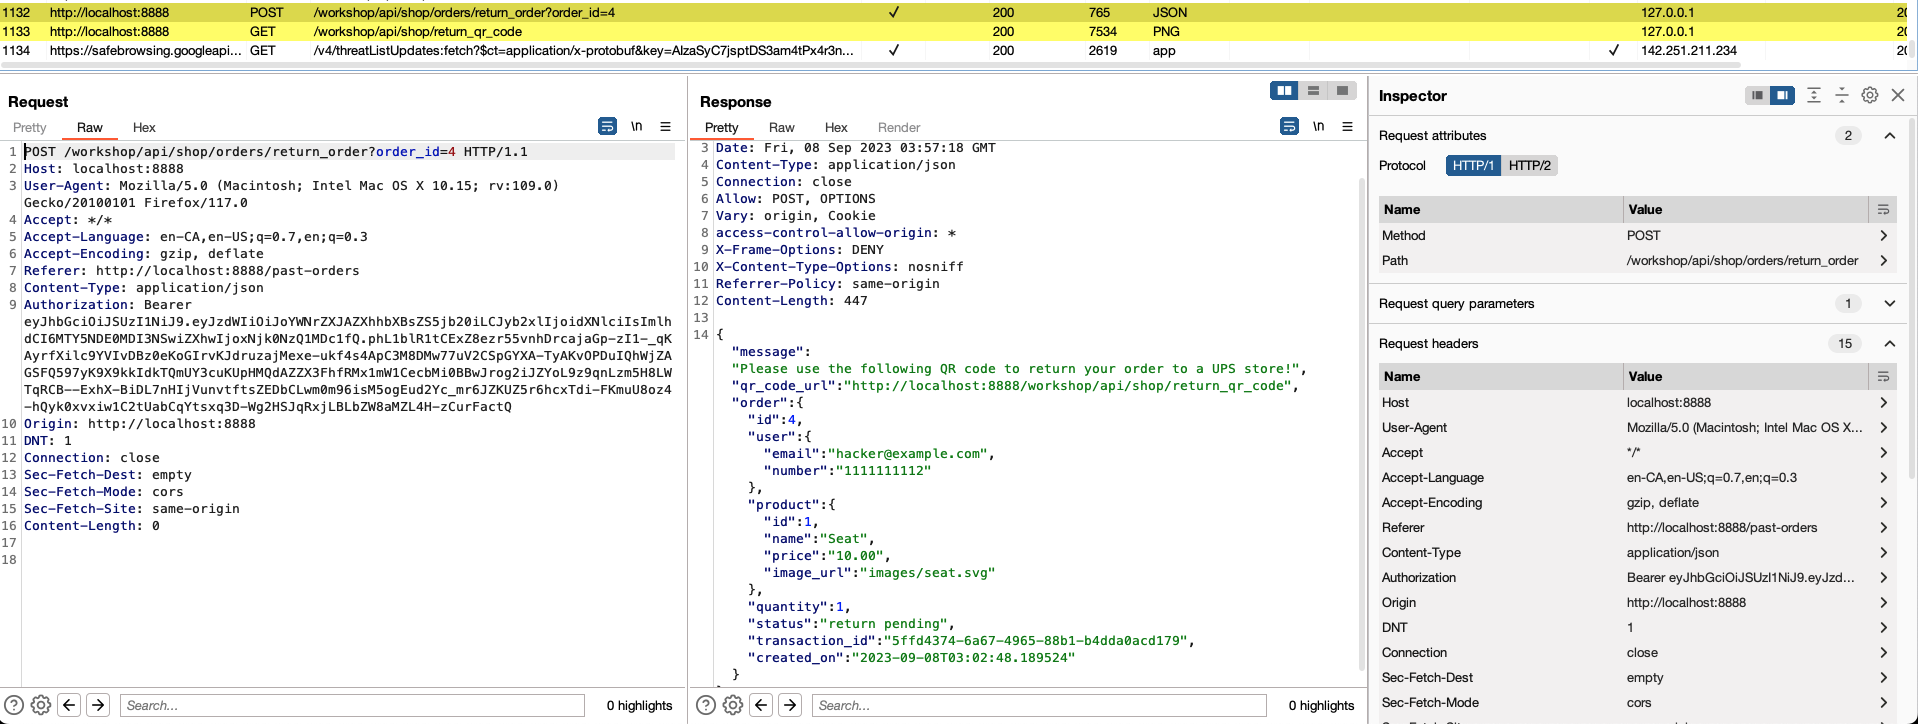 1132 http://localhost:8888 POST /workshop/api/shop/orders/return_order?order_id=4 ✓ 200 765 JSON 127.0.0.1 20
1133 http://localhost:8888 GET /workshop/api/shop/return_qr_code 200 7534 PNG 127.0.0.1 20
1134 https://safebrowsing.googleapi... GET /v4/threatListUpdates:fetch?$ct=application/x-protobuf&key=AIzaSyC7jsptDS3am4tPx4r3n... ✓ 200 2619 app ✓ 142.251.211.234 20
Request
Pretty Raw Hex \n
1 POST /workshop/api/shop/orders/return_order?order_id=4 HTTP/1.1
2 Host: localhost:8888
3 User-Agent: Mozilla/5.0 (Macintosh; Intel Mac OS X 10.15; rv:109.0)
Gecko/20100101 Firefox/117.0
4 Accept: */*
5 Accept-Language: en-CA,en-US;q=0.7,en;q=0.3
6 Accept-Encoding: gzip, deflate
7 Referer: http://localhost:8888/past-orders
8 Content-Type: application/json
9 Authorization: Bearer
eyJhbGciOiJSUzI1NiJ9.eyJzdWIiOiJoYWNrZXJAZXhhbXBsZS5jb20iLCJyb2xlIjoidXNlciIsImlh
dCI6MTY5NDE0MDI3NSwiZXhwIjoxNjk0NzQ1MDc1fQ.phL1blR1tCExZ8ezr55vnhDrcajaGp-zI1-_qK
AyrfXilc9YVIvDBz0eKoGIrvKJdruzajMexe-ukf4s4ApC3M8DMw77uV2CSpGYXA-TyAKvOPDuIQhWjZA
GSFQ597yK9X9kkIdkTQmUY3cuKUpHMQdAZZX3FhfRMx1mW1CecbMi0BBwJrog2iJZYoL9z9qnLzm5H8LW
TqRCB--ExhX-BiDL7nHIjVunvtftsZEDbCLwm0m96isM5ogEud2Yc_mr6JZKUZ5r6hcxTdi-FKmuU8oz4
-hQyk0xvxiw1C2tUabCqYtsxq3D-Wg2HSJqRxjLBLbZW8aMZL4H-zCurFactQ
10 Origin: http://localhost:8888
11 DNT: 1
12 Connection: close
13 Sec-Fetch-Dest: empty
14 Sec-Fetch-Mode: cors
15 Sec-Fetch-Site: same-origin
16 Content-Length: 0
17
18
Search... 0 highlights
Response
Pretty Raw Hex Render \n
3 Date: Fri, 08 Sep 2023 03:57:18 GMT
4 Content-Type: application/json
5 Connection: close
6 Allow: POST, OPTIONS
7 Vary: origin, Cookie
8 access-control-allow-origin: *
9 X-Frame-Options: DENY
10 X-Content-Type-Options: nosniff
11 Referrer-Policy: same-origin
12 Content-Length: 447
13
14 {
"message":
"Please use the following QR code to return your order to a UPS store!",
"qr_code_url":"http://localhost:8888/workshop/api/shop/return_qr_code",
"order":{
"id":4,
"user":{
"email":"hacker@example.com",
"number":"1111111112"
},
"product":{
"id":1,
"name":"Seat",
"price":"10.00",
"image_url":"images/seat.svg"
},
"quantity":1,
"status":"return pending",
"transaction_id":"5ffd4374-6a67-4965-88b1-b4dda0acd179",
"created_on":"2023-09-08T03:02:48.189524"
}
Search... 0 highlights
Inspector
Request attributes 2
Protocol HTTP/1 HTTP/2
Name Value
Method POST
Path /workshop/api/shop/orders/return_order
Request query parameters 1
Request headers 15
Name Value
Host localhost:8888
User-Agent Mozilla/5.0 (Macintosh; Intel Mac OS X...
Accept */*
Accept-Language en-CA,en-US;q=0.7,en;q=0.3
Accept-Encoding gzip, deflate
Referer http://localhost:8888/past-orders
Content-Type application/json
Authorization Bearer eyJhbGciOiJSUzI1NiJ9.eyJzd...
Origin http://localhost:8888
DNT 1
Connection close
Sec-Fetch-Dest empty
Sec-Fetch-Mode cors